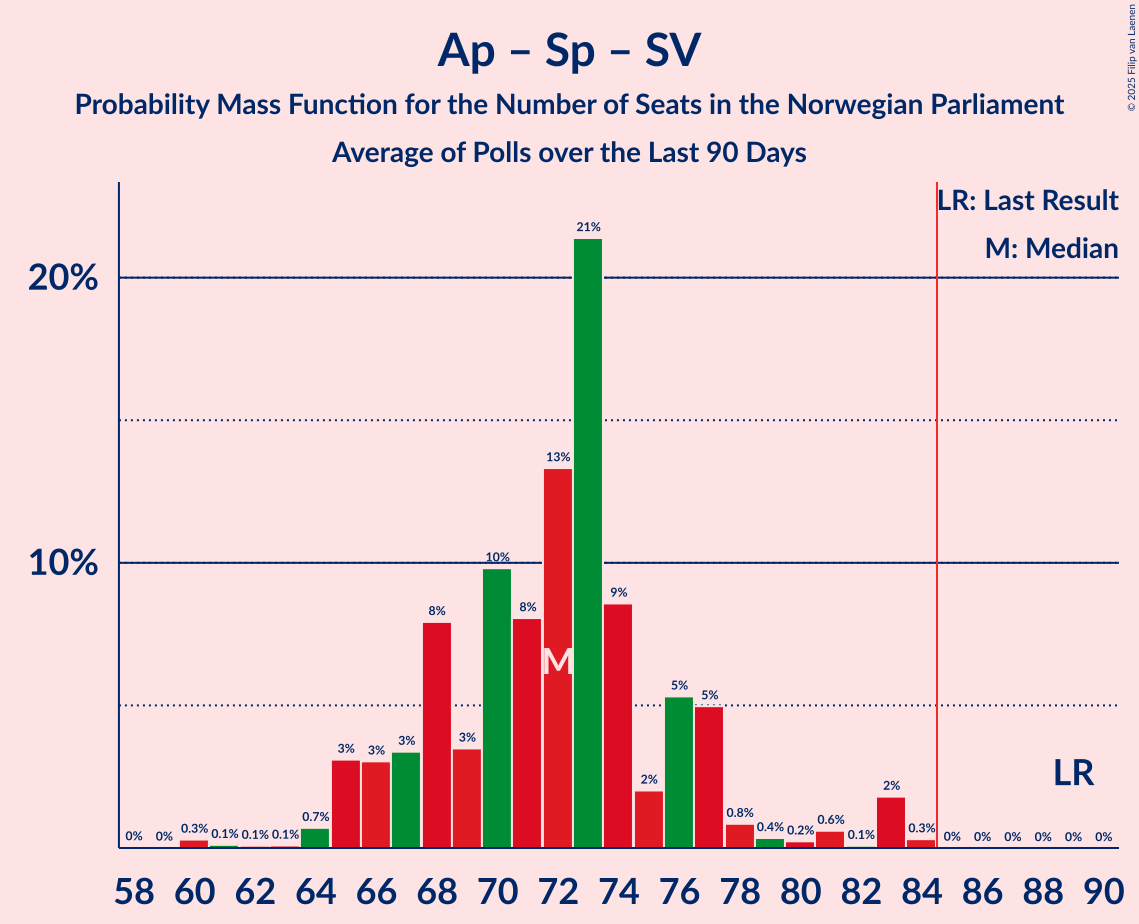 Ap – Sp – SV
Probability Mass Function for the Number of Seats in the Norwegian Parliament
Average of Polls over the Last 90 Days
© 2025 Filip van Laenen
LR: Last Result
M: Median
20%
10%
0% 0% 0.3% 0.1% 0.1% 0.1% 0.7% 3% 3% 3% 8% 3% 10% 8% 13% 21% 9% 2% 5% 5% 0.8% 0.4% 0.2% 0.6% 0.1% 2% 0.3% 0% 0% 0% 0% 0% 0%
M
LR
58 60 62 64 66 68 70 72 74 76 78 80 82 84 86 88 90